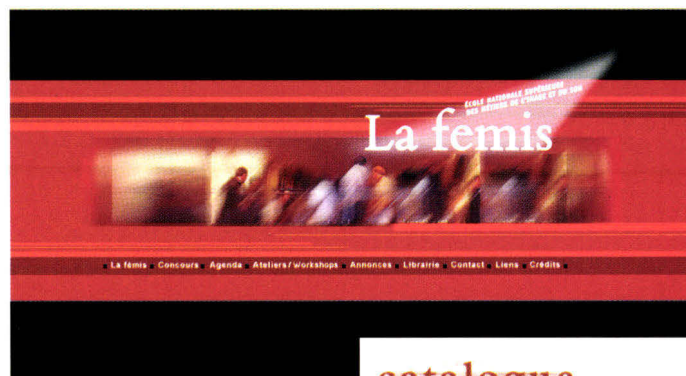 ÉCOLE NATIONALE SUPÉRIEURE
DES MÉTIERS DE L'IMAGE ET DU SON
La femis
La fémis Concours Agenda Ateliers / Workshops Annonces Librairie Contact Liens Crédits
catalogue